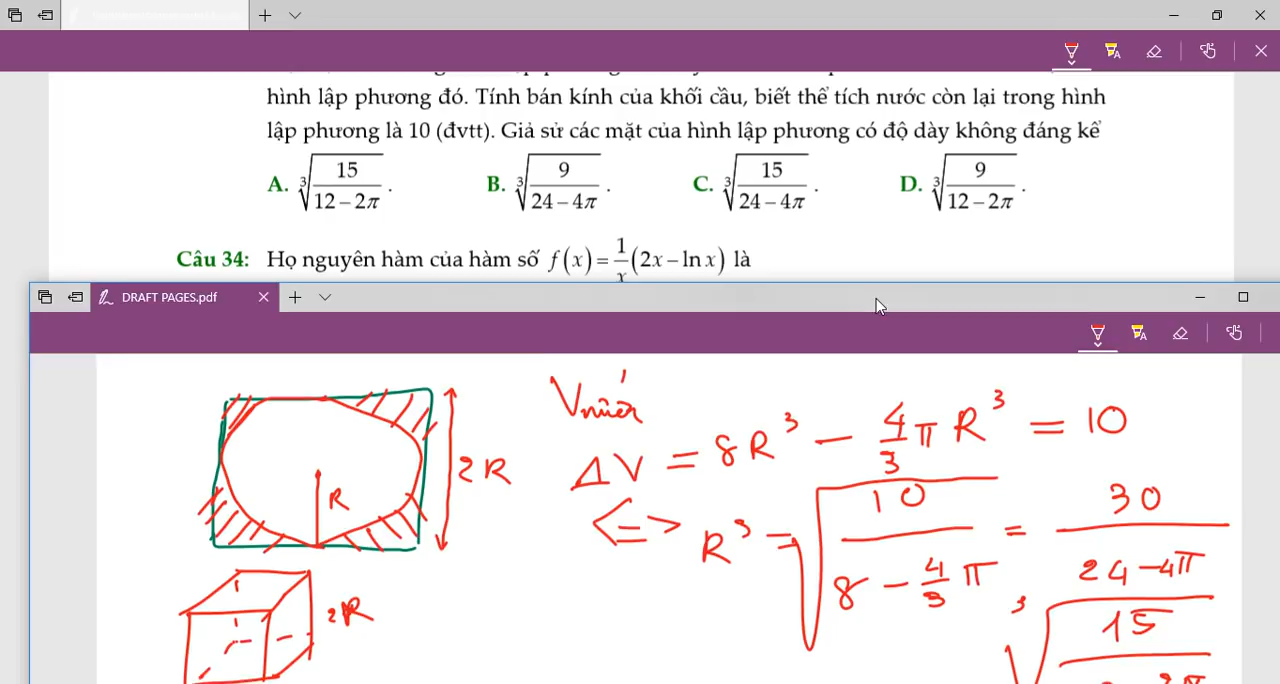 hình lập phương đó. Tính bán kính của khối cầu, biết thể tích nước còn lại trong hình
lập phương là 10 (đvtt). Giả sử các mặt của hình lập phương có độ dày không đáng kể
A. ∛(15/(12−2π)). B. ∛(9/(24−4π)). C. ∛(15/(24−4π)). D. ∛(9/(12−2π)).
Câu 34: Họ nguyên hàm của hàm số f(x)=1/x(2x−ln x) là
DRAFT PAGES.pdf
V nước
ΔV = 8R³ − 4/3 π R³ = 10
2R
R
<=> R³ = √(10/(8 − 4/3 π)) = 30/(24−4π)
2R
³√ 15